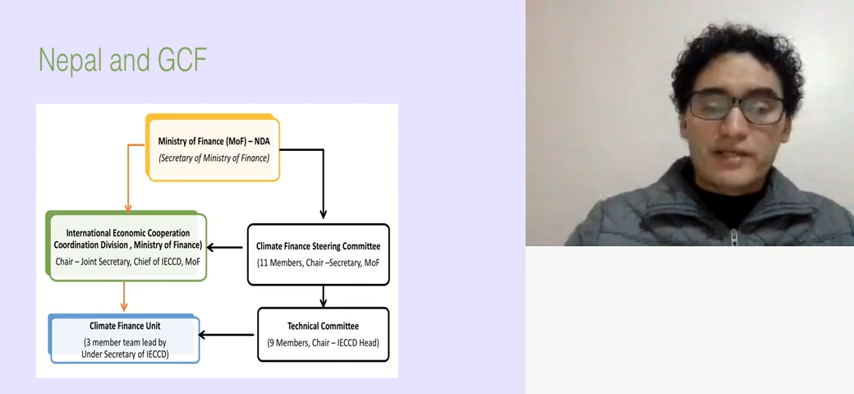 Nepal and GCF
Ministry of Finance (MoF) – NDA
(Secretary of Ministry of Finance)
International Economic Cooperation
Coordination Division , Ministry of Finance)
Chair – Joint Secretary, Chief of IECCD, MoF
Climate Finance Steering Committee
(11 Members, Chair –Secretary, MoF
Climate Finance Unit
(3 member team lead by
Under Secretary of IECCD)
Technical Committee
(9 Members, Chair – IECCD Head)